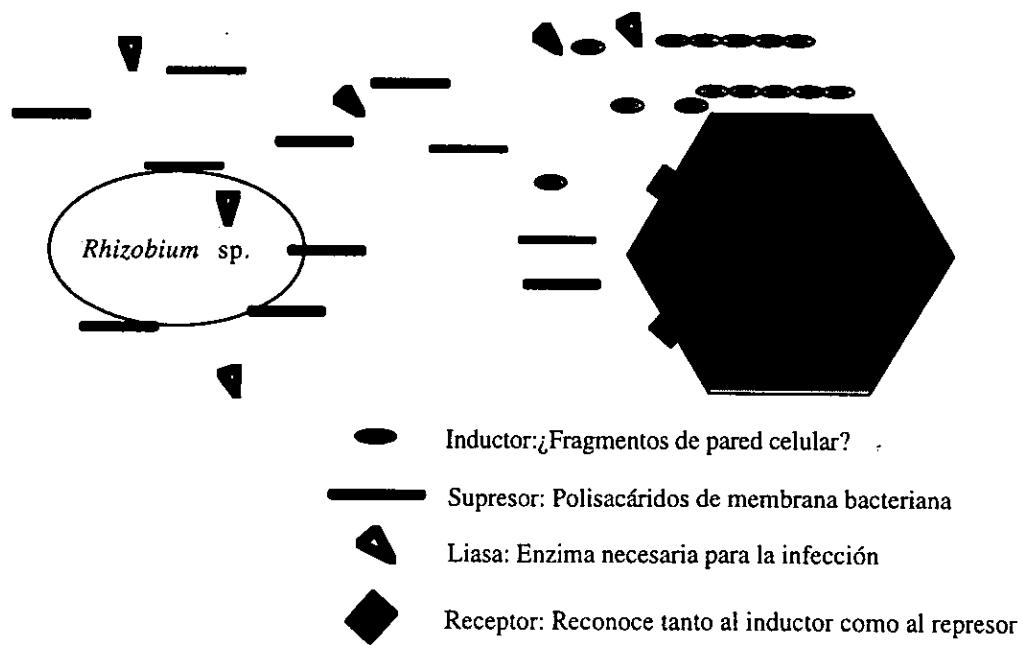 Rhizobium sp.
Inductor:¿Fragmentos de pared celular?
Supresor: Polisacáridos de membrana bacteriana
Liasa: Enzima necesaria para la infección
Receptor: Reconoce tanto al inductor como al represor